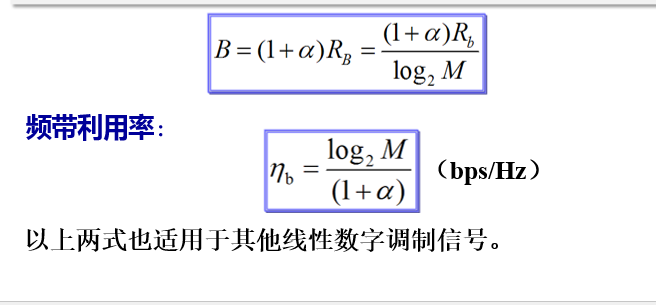 B = (1+α)R_B = (1+α)R_b / log₂ M
频带利用率：
η_b = log₂ M / (1+α) （bps/Hz）
以上两式也适用于其他线性数字调制信号。